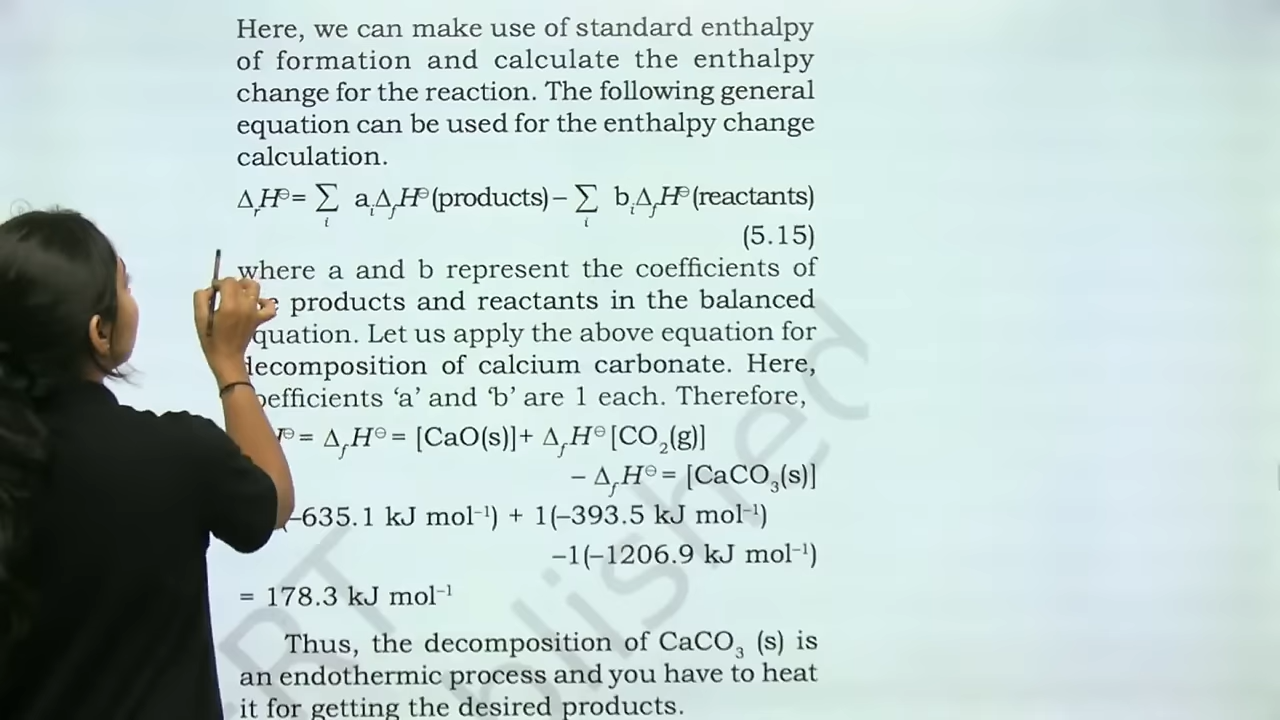 Here, we can make use of standard enthalpy
of formation and calculate the enthalpy
change for the reaction. The following general
equation can be used for the enthalpy change
calculation.
ΔᵣH⊖ = ∑ᵢ aᵢΔfH⊖ (products) – ∑ᵢ bᵢΔfH⊖ (reactants)
(5.15)
where a and b represent the coefficients of
products and reactants in the balanced
quation. Let us apply the above equation for
decomposition of calcium carbonate. Here,
oefficients ‘a’ and ‘b’ are 1 each. Therefore,
H⊖ = ΔfH⊖ = [CaO(s)]+ ΔfH⊖ [CO₂(g)]
– ΔfH⊖ = [CaCO₃(s)]
(–635.1 kJ mol⁻¹) + 1(–393.5 kJ mol⁻¹)
–1(–1206.9 kJ mol⁻¹)
= 178.3 kJ mol⁻¹
Thus, the decomposition of CaCO₃ (s) is
an endothermic process and you have to heat
it for getting the desired products.